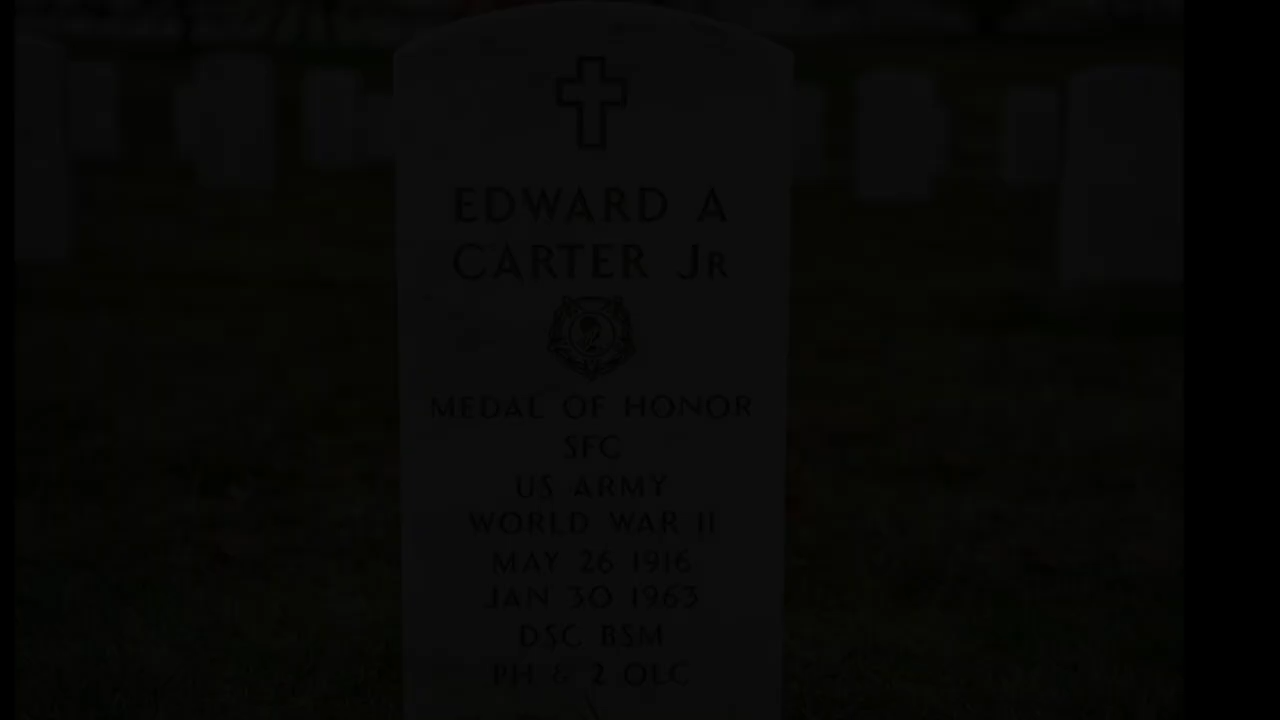 EDWARD A
CARTER JR
MEDAL OF HONOR
SFC
US ARMY
WORLD WAR II
MAY 26 1916
JAN 30 1963
DSC BSM
PH & 2 OLC